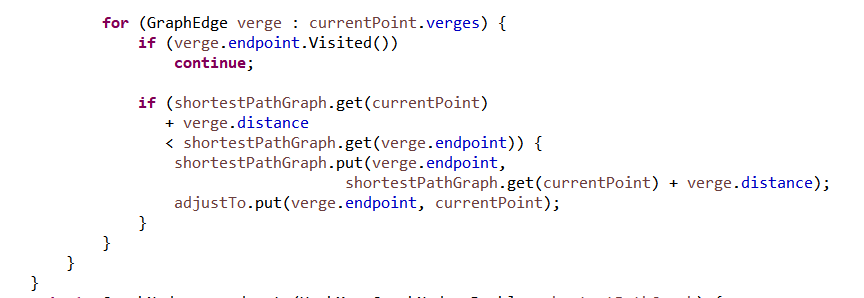 for (GraphEdge verge : currentPoint.verges) {
if (verge.endpoint.Visited())
continue;
if (shortestPathGraph.get(currentPoint)
+ verge.distance
< shortestPathGraph.get(verge.endpoint)) {
shortestPathGraph.put(verge.endpoint,
shortestPathGraph.get(currentPoint) + verge.distance);
adjustTo.put(verge.endpoint, currentPoint);
}
}
}
}